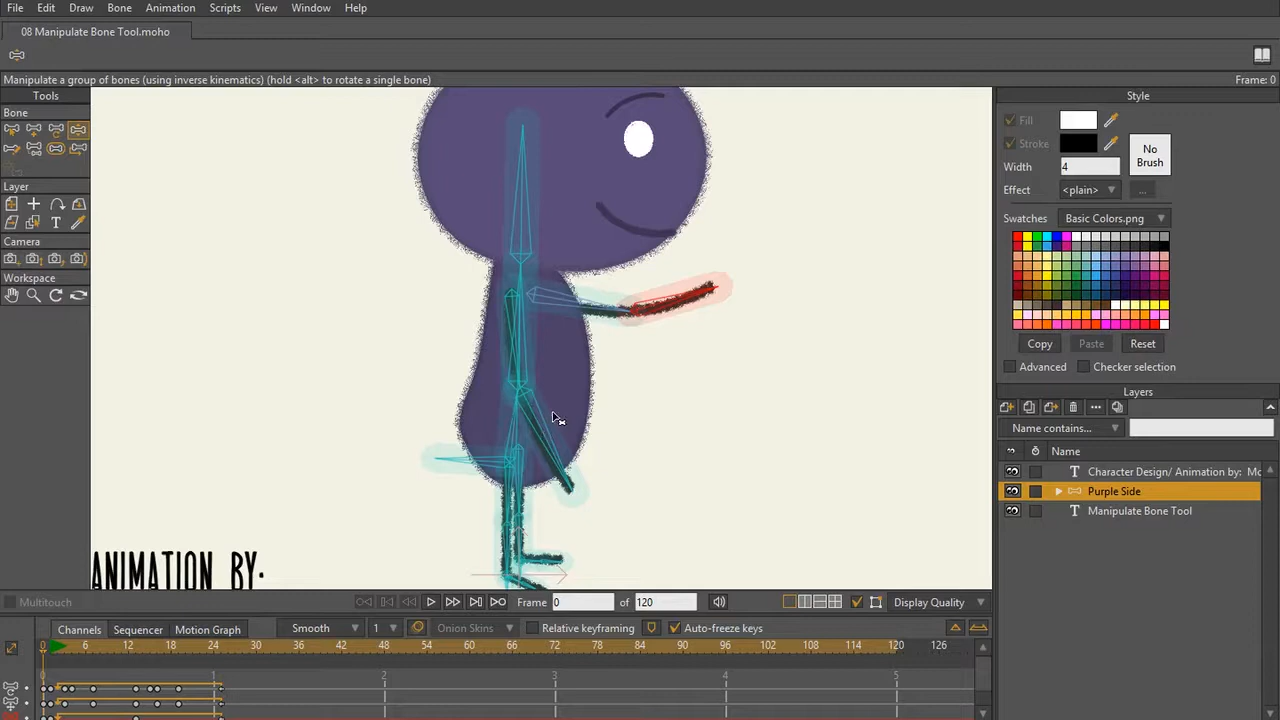 File Edit Draw Bone Animation Scripts View Window Help
08 Manipulate Bone Tool.moho
Manipulate a group of bones (using inverse kinematics) (hold <alt> to rotate a single bone) Frame: 0
Tools
Bone
Layer
T
Camera
Workspace
ANIMATION BY:
Style
Fill
Stroke
No Brush
Width 4
Effect <plain> ...
Swatches Basic Colors.png
Copy Paste Reset
Advanced Checker selection
Layers
Name contains...
Name
T Character Design/ Animation by: Mc
Purple Side
T Manipulate Bone Tool
Multitouch Frame 0 of 120 Display Quality
Channels Sequencer Motion Graph Smooth 1 Onion Skins Relative keyframing Auto-freeze keys
0 6 12 18 24 30 36 42 48 54 60 66 72 78 84 90 96 102 108 114 120 126
0 1 2 3 4 5